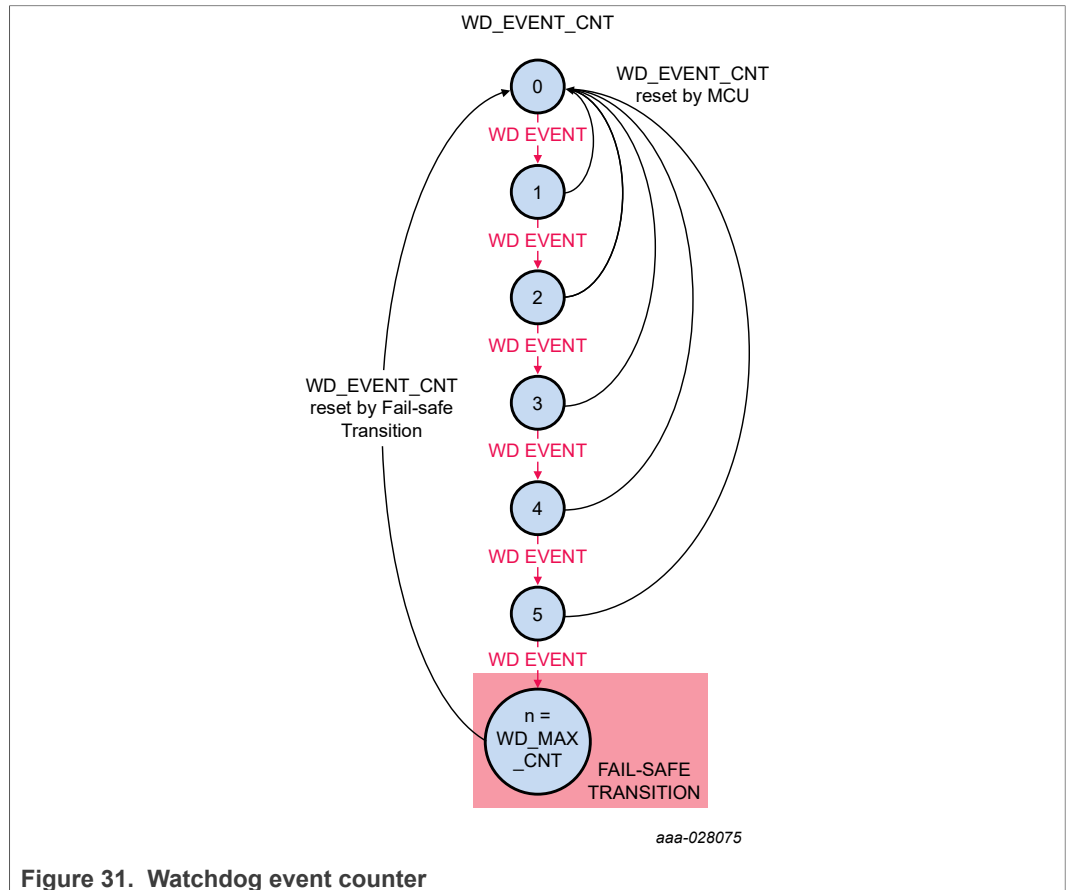 WD_EVENT_CNT
0
WD_EVENT_CNT
reset by MCU
WD EVENT
1
WD EVENT
2
WD EVENT
WD_EVENT_CNT
reset by Fail-safe
Transition
3
WD EVENT
4
WD EVENT
5
WD EVENT
n =
WD_MAX
_CNT
FAIL-SAFE
TRANSITION
aaa-028075
Figure 31. Watchdog event counter